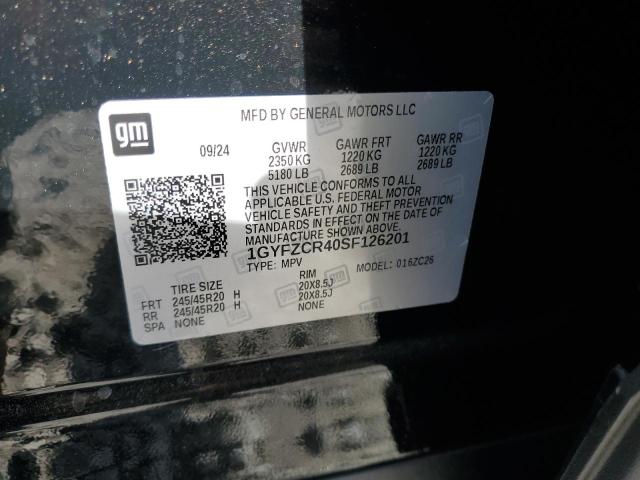 gm
MFD BY GENERAL MOTORS LLC
09/24 GVWR GAWR FRT GAWR RR
2350 KG 1220 KG 1220 KG
5180 LB 2689 LB 2689 LB
THIS VEHICLE CONFORMS TO ALL
APPLICABLE U.S. FEDERAL MOTOR
VEHICLE SAFETY AND THEFT PREVENTION
STANDARDS IN EFFECT ON THE DATE OF
MANUFACTURE SHOWN ABOVE.
1GYFZCR40SF126201
TYPE: MPV MODEL: 016ZC26
TIRE SIZE RIM
FRT 245/45R20 H 20X8.5J
RR 245/45R20 H 20X8.5J
SPA NONE NONE